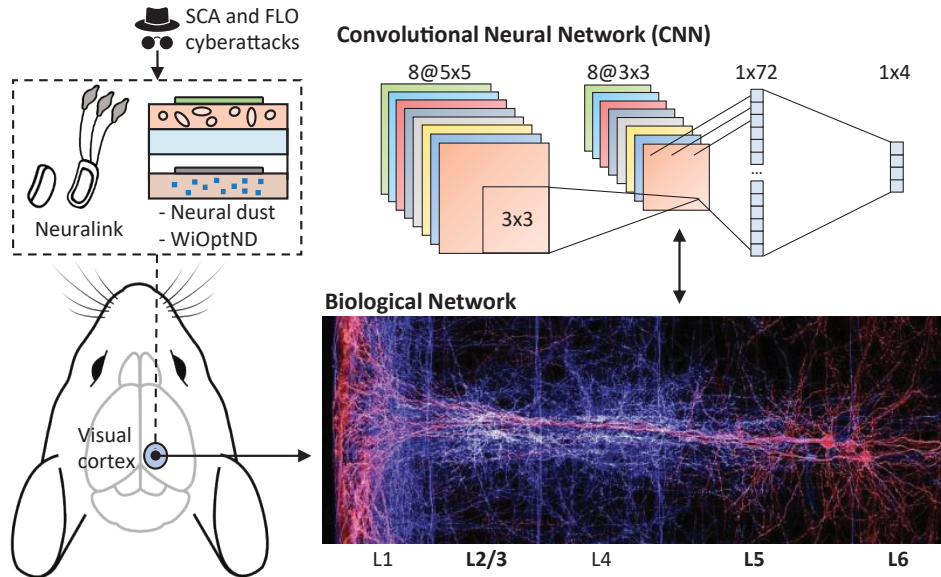 SCA and FLO
cyberattacks
Neuralink
- Neural dust
- WiOptND
Visual
cortex
Convolutional Neural Network (CNN)
8@5x5
8@3x3
1x72
1x4
3x3
...
Biological Network
L1
L2/3
L4
L5
L6